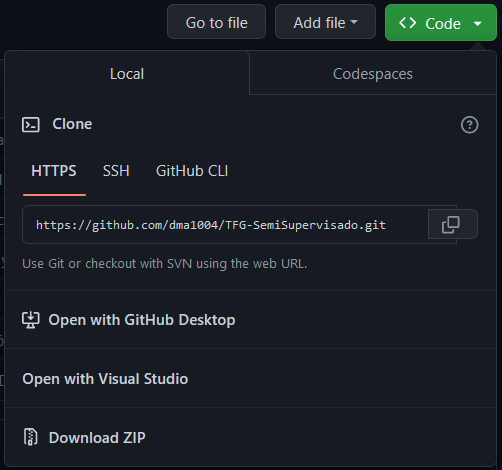 Go to file
Add file
Code
Local
Codespaces
Clone
HTTPS
SSH
GitHub CLI
https://github.com/dma1004/TFG-SemiSupervisado.git
Use Git or checkout with SVN using the web URL.
Open with GitHub Desktop
Open with Visual Studio
Download ZIP